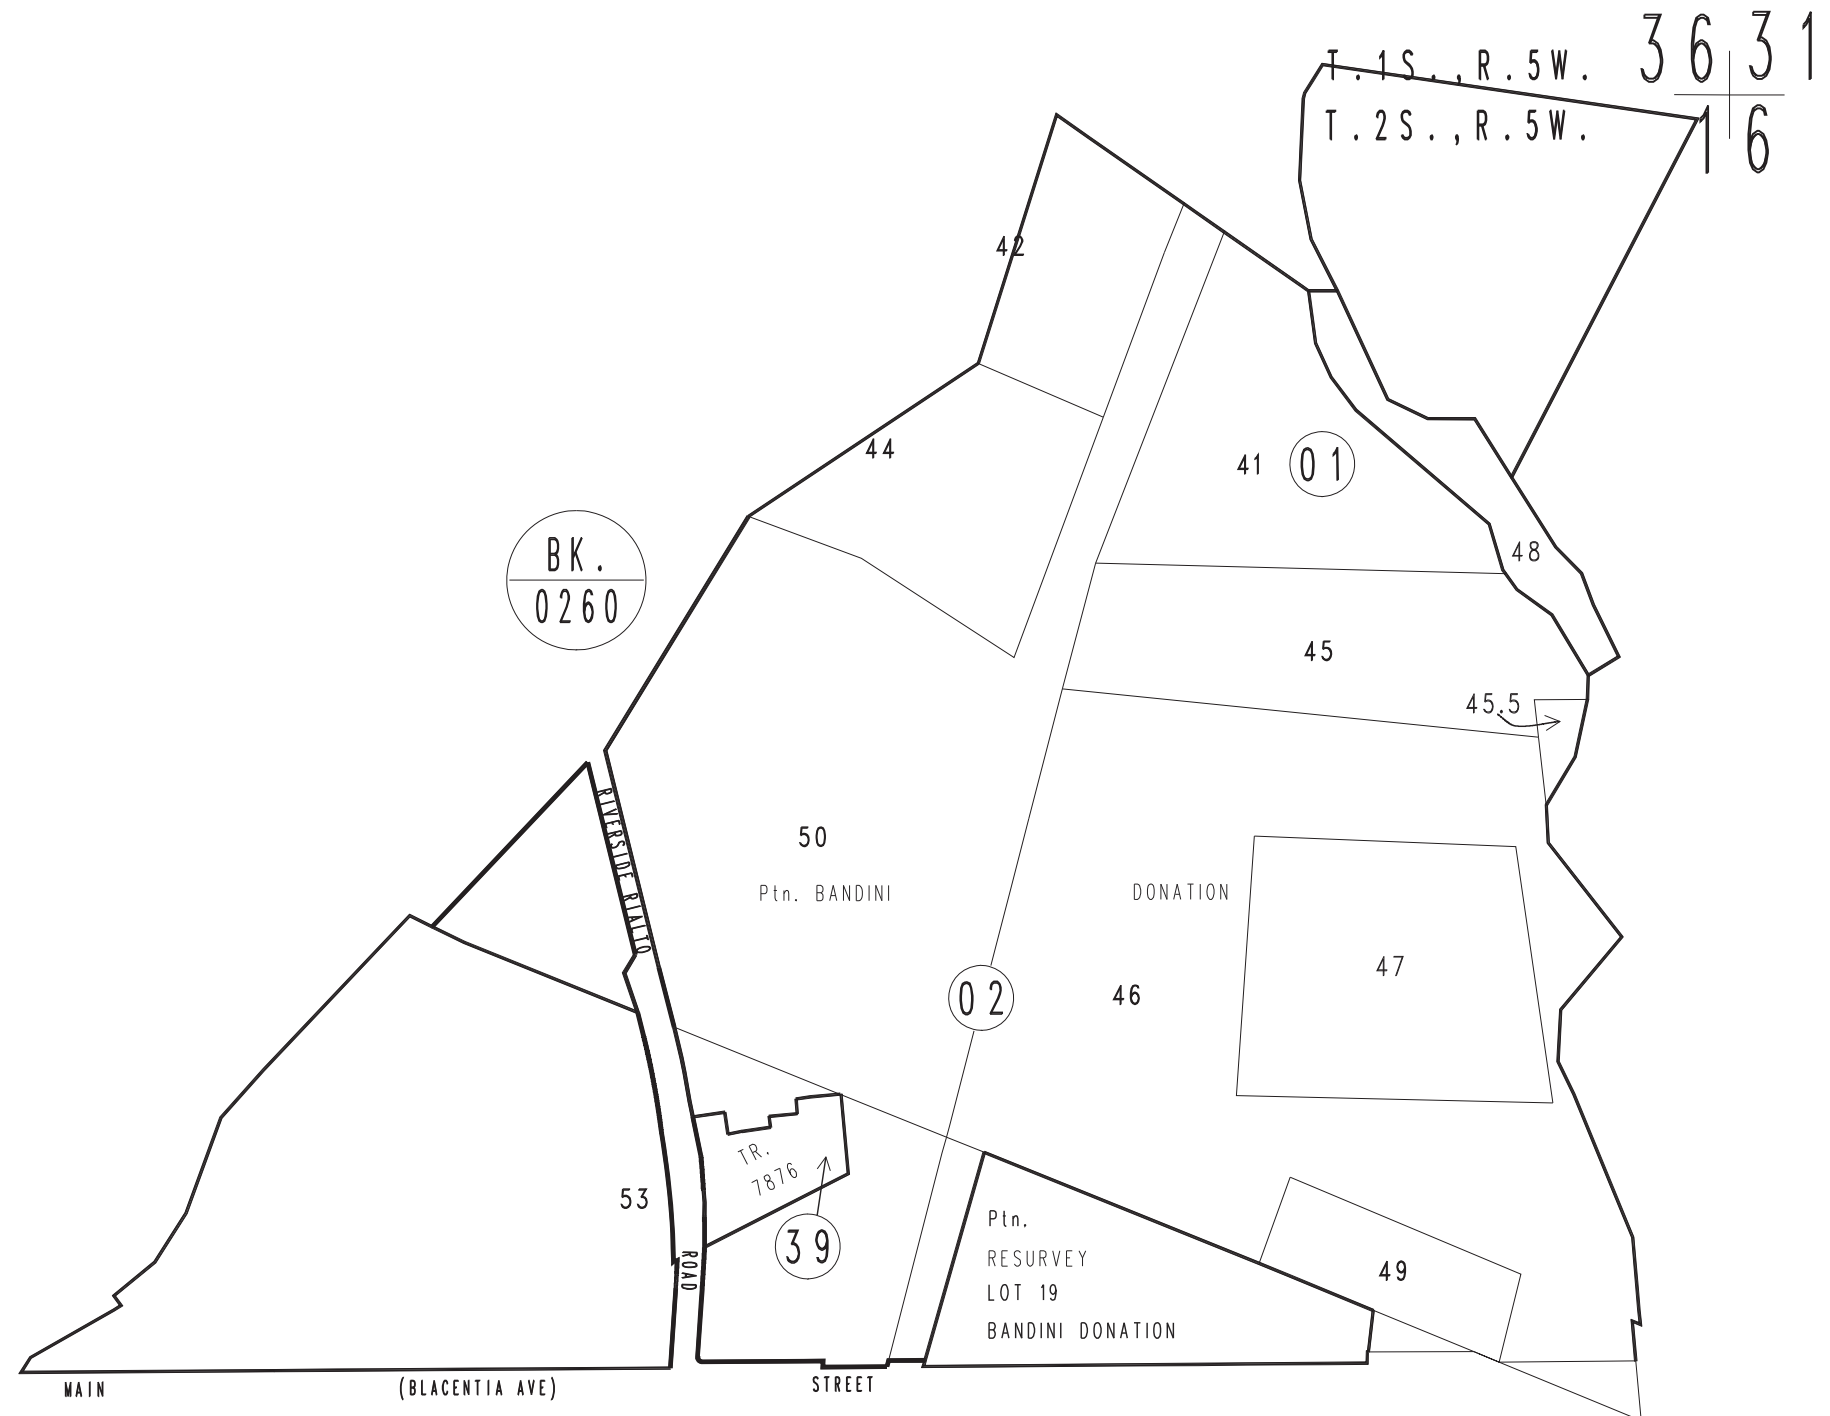 36 31
T.1S.,R.5W.
T.2S.,R.5W.
1 6
42
44
41
01
BK.
0260
48
45
45.5
RIVERSIDE RIALTO
50
Ptn. BANDINI
DONATION
47
46
02
TR.
7876
53
39
ROAD
Ptn.
RESURVEY
LOT 19
BANDINI DONATION
49
MAIN
(BLACENTIA AVE)
STREET